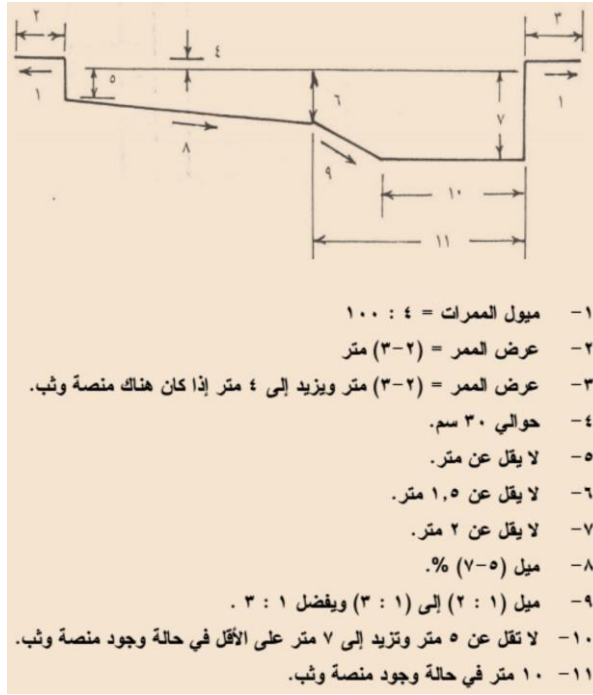 ٢
٣
٤
١
٥
٦
٧
١
٨
٩
١٠
١١
١- ميول الممرات = ٤ : ١٠٠
٢- عرض الممر = (٢-٣) متر
٣- عرض الممر = (٢-٣) متر ويزيد إلى ٤ متر إذا كان هناك منصة وثب.
٤- حوالي ٣٠ سم.
٥- لا يقل عن متر.
٦- لا يقل عن ١,٥ متر.
٧- لا يقل عن ٢ متر.
٨- ميل (٥-٧) %.
٩- ميل (١ : ٢) إلى (١ : ٣) ويفضل ١ : ٣ .
١٠- لا تقل عن ٥ متر وتزيد إلى ٧ متر على الأقل في حالة وجود منصة وثب.
١١- ١٠ متر في حالة وجود منصة وثب.